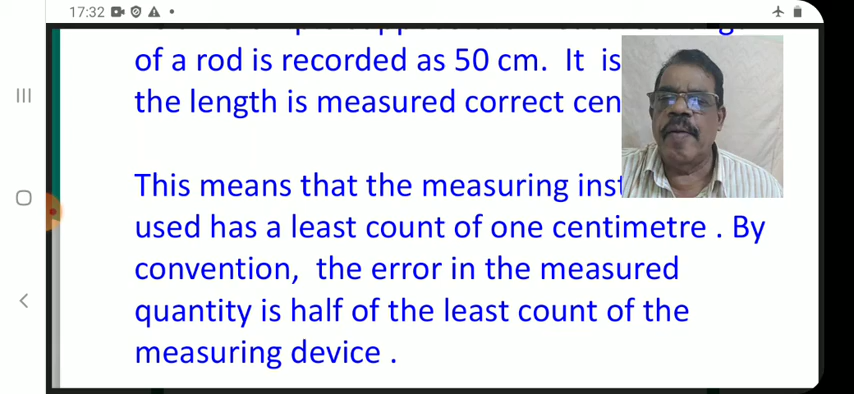 17:32
of a rod is recorded as 50 cm. It is
the length is measured correct cen
This means that the measuring inst
used has a least count of one centimetre . By
convention, the error in the measured
quantity is half of the least count of the
measuring device .